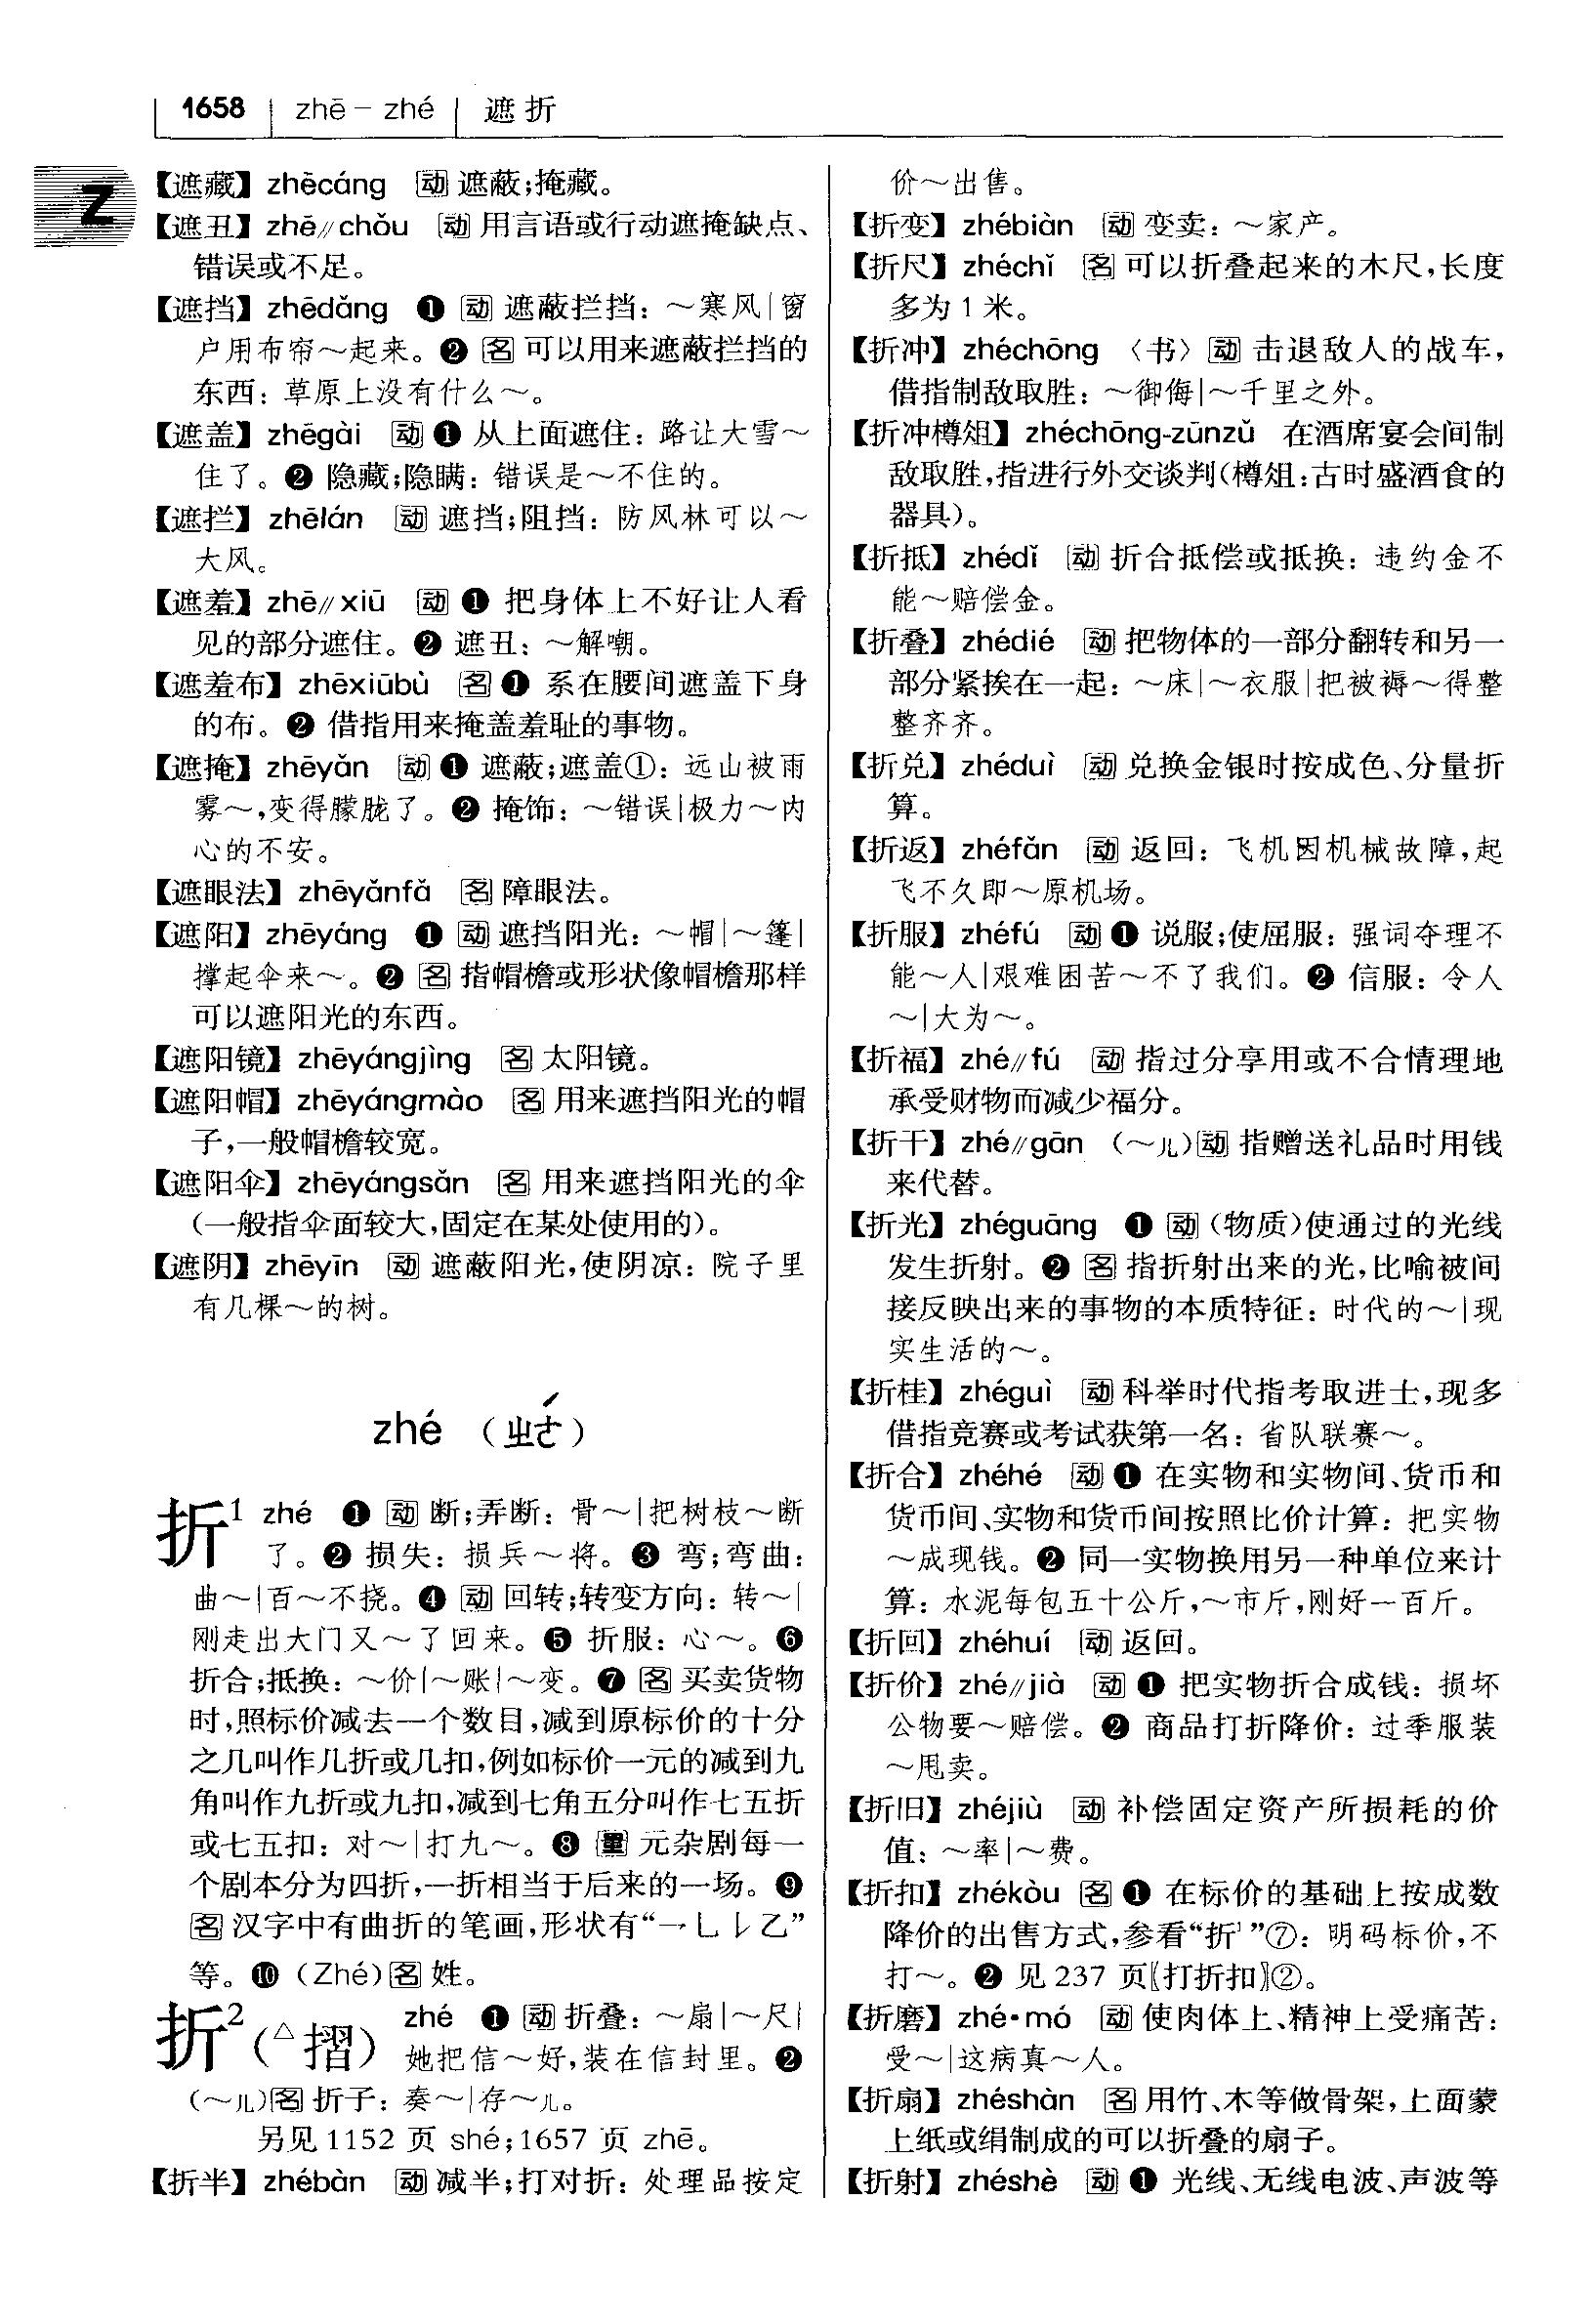 1658 zhē－zhé 遮折
Z
【遮藏】zhēcáng 动 遮蔽;掩藏。
【遮丑】zhē//chǒu 动 用言语或行动遮掩缺点、
错误或不足。
【遮挡】zhēdǎng ❶ 动 遮蔽拦挡：～寒风|窗
户用布帘～起来。❷ 名 可以用来遮蔽拦挡的
东西：草原上没有什么～。
【遮盖】zhēgài 动 ❶ 从上面遮住：路让大雪～
住了。❷ 隐藏;隐瞒：错误是～不住的。
【遮拦】zhēlán 动 遮挡;阻挡：防风林可以～
大风。
【遮羞】zhē//xiū 动 ❶ 把身体上不好让人看
见的部分遮住。❷ 遮丑：～解嘲。
【遮羞布】zhēxiūbù 名 ❶ 系在腰间遮盖下身
的布。❷ 借指用来掩盖羞耻的事物。
【遮掩】zhēyǎn 动 ❶ 遮蔽;遮盖①：远山被雨
雾～,变得朦胧了。❷ 掩饰：～错误|极力～内
心的不安。
【遮眼法】zhēyǎnfǎ 名 障眼法。
【遮阳】zhēyáng ❶ 动 遮挡阳光：～帽|～篷|
撑起伞来～。❷ 名 指帽檐或形状像帽檐那样
可以遮阳光的东西。
【遮阳镜】zhēyángjìng 名 太阳镜。
【遮阳帽】zhēyángmào 名 用来遮挡阳光的帽
子,一般帽檐较宽。
【遮阳伞】zhēyángsǎn 名 用来遮挡阳光的伞
(一般指伞面较大,固定在某处使用的)。
【遮阴】zhēyīn 动 遮蔽阳光,使阴凉：院子里
有几棵～的树。
zhé （ㄓㄜˊ）
折¹ zhé ❶ 动 断;弄断：骨～|把树枝～断
了。❷ 损失：损兵～将。❸ 弯;弯曲：
曲～|百～不挠。❹ 动 回转;转变方向：转～|
刚走出大门又～了回来。❺ 折服：心～。❻
折合;抵换：～价|～账|～变。❼ 名 买卖货物
时,照标价减去一个数目,减到原标价的十分
之几叫作几折或几扣,例如标价一元的减到九
角叫作九折或九扣,减到七角五分叫作七五折
或七五扣：对～|打九～。❽ 量 元杂剧每一
个剧本分为四折,一折相当于后来的一场。❾
名 汉字中有曲折的笔画,形状有“㇖𠃊㇙乙”
等。❿ (Zhé) 名 姓。
折²(△摺) zhé ❶ 动 折叠：～扇|～尺|
她把信～好,装在信封里。❷
(～儿) 名 折子：奏～|存～儿。
另见 1152 页 shé;1657 页 zhē。
【折半】zhébàn 动 减半;打对折：处理品按定
价～出售。
【折变】zhébiàn 动 变卖：～家产。
【折尺】zhéchǐ 名 可以折叠起来的木尺,长度
多为 1 米。
【折冲】zhéchōng 〈书〉动 击退敌人的战车,
借指制敌取胜：～御侮|～千里之外。
【折冲樽俎】zhéchōng-zūnzǔ 在酒席宴会间制
敌取胜,指进行外交谈判(樽俎:古时盛酒食的
器具)。
【折抵】zhédǐ 动 折合抵偿或抵换：违约金不
能～赔偿金。
【折叠】zhédié 动 把物体的一部分翻转和另一
部分紧挨在一起：～床|～衣服|把被褥～得整
整齐齐。
【折兑】zhéduì 动 兑换金银时按成色、分量折
算。
【折返】zhéfǎn 动 返回：飞机因机械故障,起
飞不久即～原机场。
【折服】zhéfú 动 ❶ 说服;使屈服：强词夺理不
能～人|艰难困苦～不了我们。❷ 信服：令人
～|大为～。
【折福】zhé//fú 动 指过分享用或不合情理地
承受财物而减少福分。
【折干】zhé//gān (～儿) 动 指赠送礼品时用钱
来代替。
【折光】zhéguāng ❶ 动 (物质)使通过的光线
发生折射。❷ 名 指折射出来的光,比喻被间
接反映出来的事物的本质特征：时代的～|现
实生活的～。
【折桂】zhéguì 动 科举时代指考取进士,现多
借指竞赛或考试获第一名：省队联赛～。
【折合】zhéhé 动 ❶ 在实物和实物间、货币和
货币间、实物和货币间按照比价计算：把实物
～成现钱。❷ 同一实物换用另一种单位来计
算：水泥每包五十公斤,～市斤,刚好一百斤。
【折回】zhéhuí 动 返回。
【折价】zhé//jià 动 ❶ 把实物折合成钱：损坏
公物要～赔偿。❷ 商品打折降价：过季服装
～甩卖。
【折旧】zhéjiù 动 补偿固定资产所损耗的价
值：～率|～费。
【折扣】zhékòu 名 ❶ 在标价的基础上按成数
降价的出售方式,参看“折¹”⑦：明码标价,不
打～。❷ 见 237 页〖打折扣〗②。
【折磨】zhé·mó 动 使肉体上、精神上受痛苦：
受～|这病真～人。
【折扇】zhéshàn 名 用竹、木等做骨架,上面蒙
上纸或绢制成的可以折叠的扇子。
【折射】zhéshè 动 ❶ 光线、无线电波、声波等